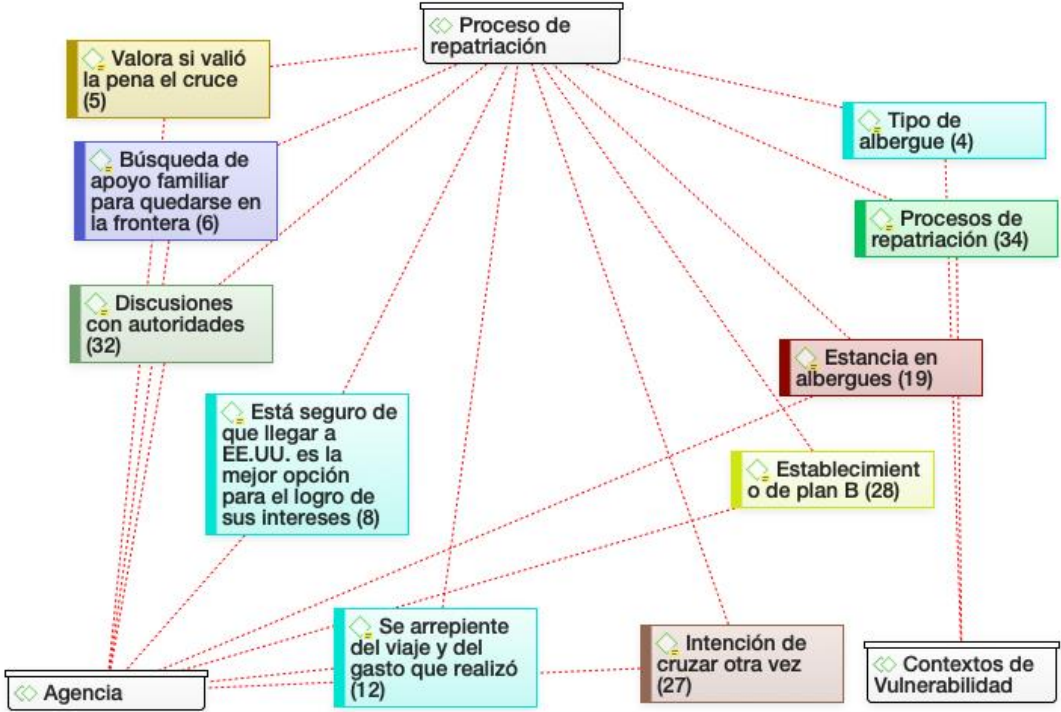 Proceso de
repatriación
Valora si valió
la pena el cruce
(5)
Búsqueda de
apoyo familiar
para quedarse en
la frontera (6)
Tipo de
albergue (4)
Procesos de
repatriación (34)
Discusiones
con autoridades
(32)
Estancia en
albergues (19)
Está seguro de
que llegar a
EE.UU. es la
mejor opción
para el logro de
sus intereses (8)
Establecimient
o de plan B (28)
Se arrepiente
del viaje y del
gasto que realizó
(12)
Intención de
cruzar otra vez
(27)
Agencia
Contextos de
Vulnerabilidad